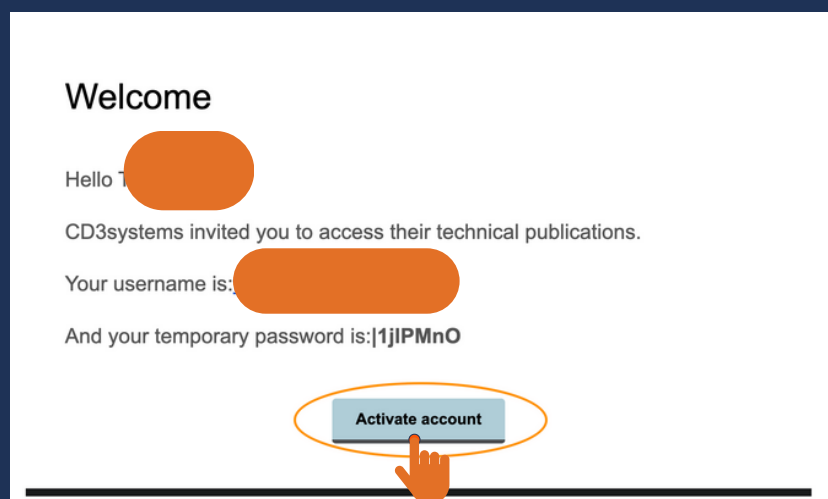 Welcome
Hello T
CD3systems invited you to access their technical publications.
Your username is:
And your temporary password is:|1jlPMnO
Activate account